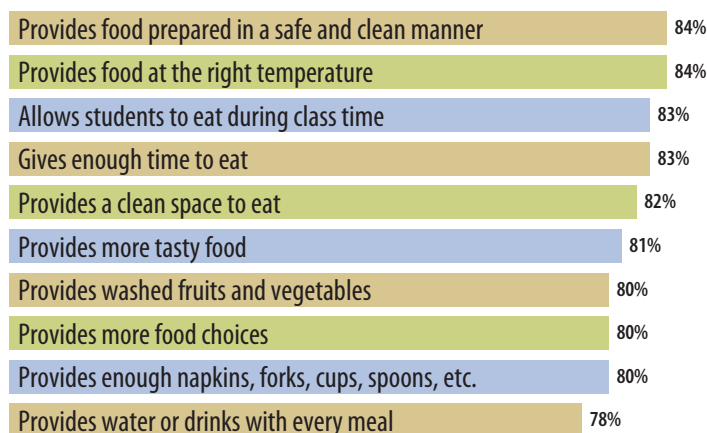 Provides food prepared in a safe and clean manner 84%
Provides food at the right temperature 84%
Allows students to eat during class time 83%
Gives enough time to eat 83%
Provides a clean space to eat 82%
Provides more tasty food 81%
Provides washed fruits and vegetables 80%
Provides more food choices 80%
Provides enough napkins, forks, cups, spoons, etc. 80%
Provides water or drinks with every meal 78%